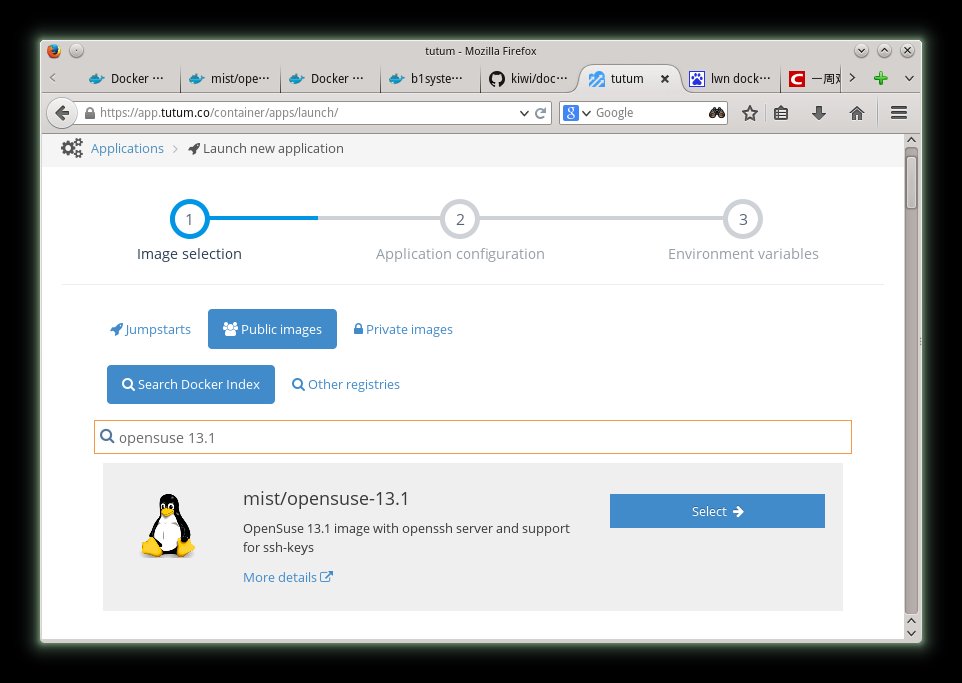 tutum - Mozilla Firefox
Docker ...
mist/ope...
Docker ...
b1syste...
kiwi/doc...
tutum
lwn dock...
一周
https://app.tutum.co/container/apps/launch/
8
Google
Applications > Launch new application
1
2
3
Image selection
Application configuration
Environment variables
Jumpstarts
Public images
Private images
Search Docker Index
Other registries
opensuse 13.1
mist/opensuse-13.1
Select
OpenSuse 13.1 image with openssh server and support
for ssh-keys
More details